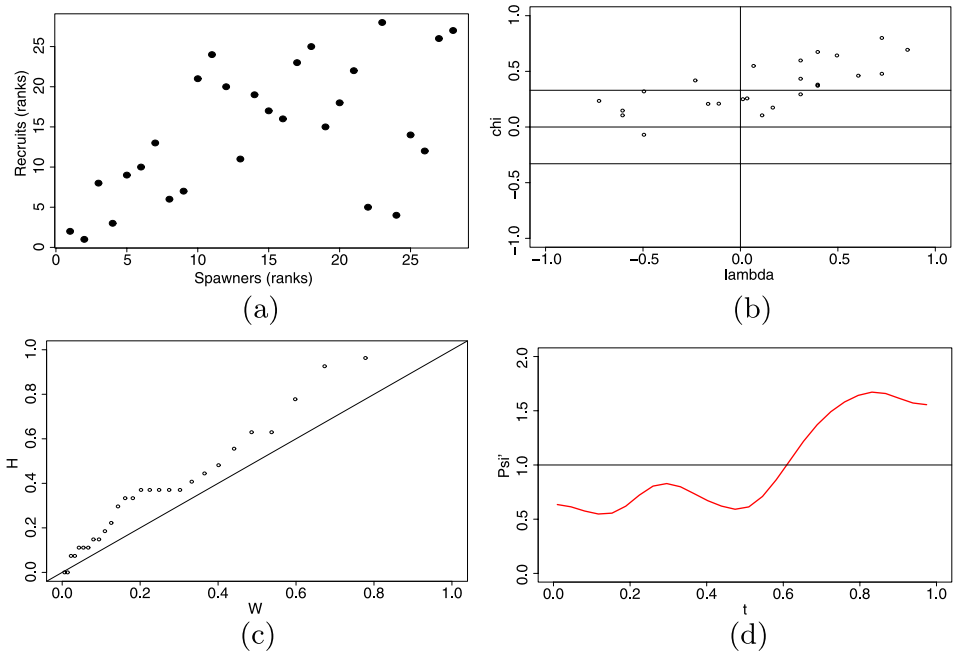 Recruits (ranks)
25
20
15
10
5
0
0 5 10 15 20 25
Spawners (ranks)
(a)
chi
1.0
0.5
0.0
−0.5
−1.0
−1.0 −0.5 0.0 0.5 1.0
lambda
(b)
H
1.0
0.8
0.6
0.4
0.2
0.0
0.0 0.2 0.4 0.6 0.8 1.0
W
(c)
Psi'
2.0
1.5
1.0
0.5
0.0
0.0 0.2 0.4 0.6 0.8 1.0
t
(d)